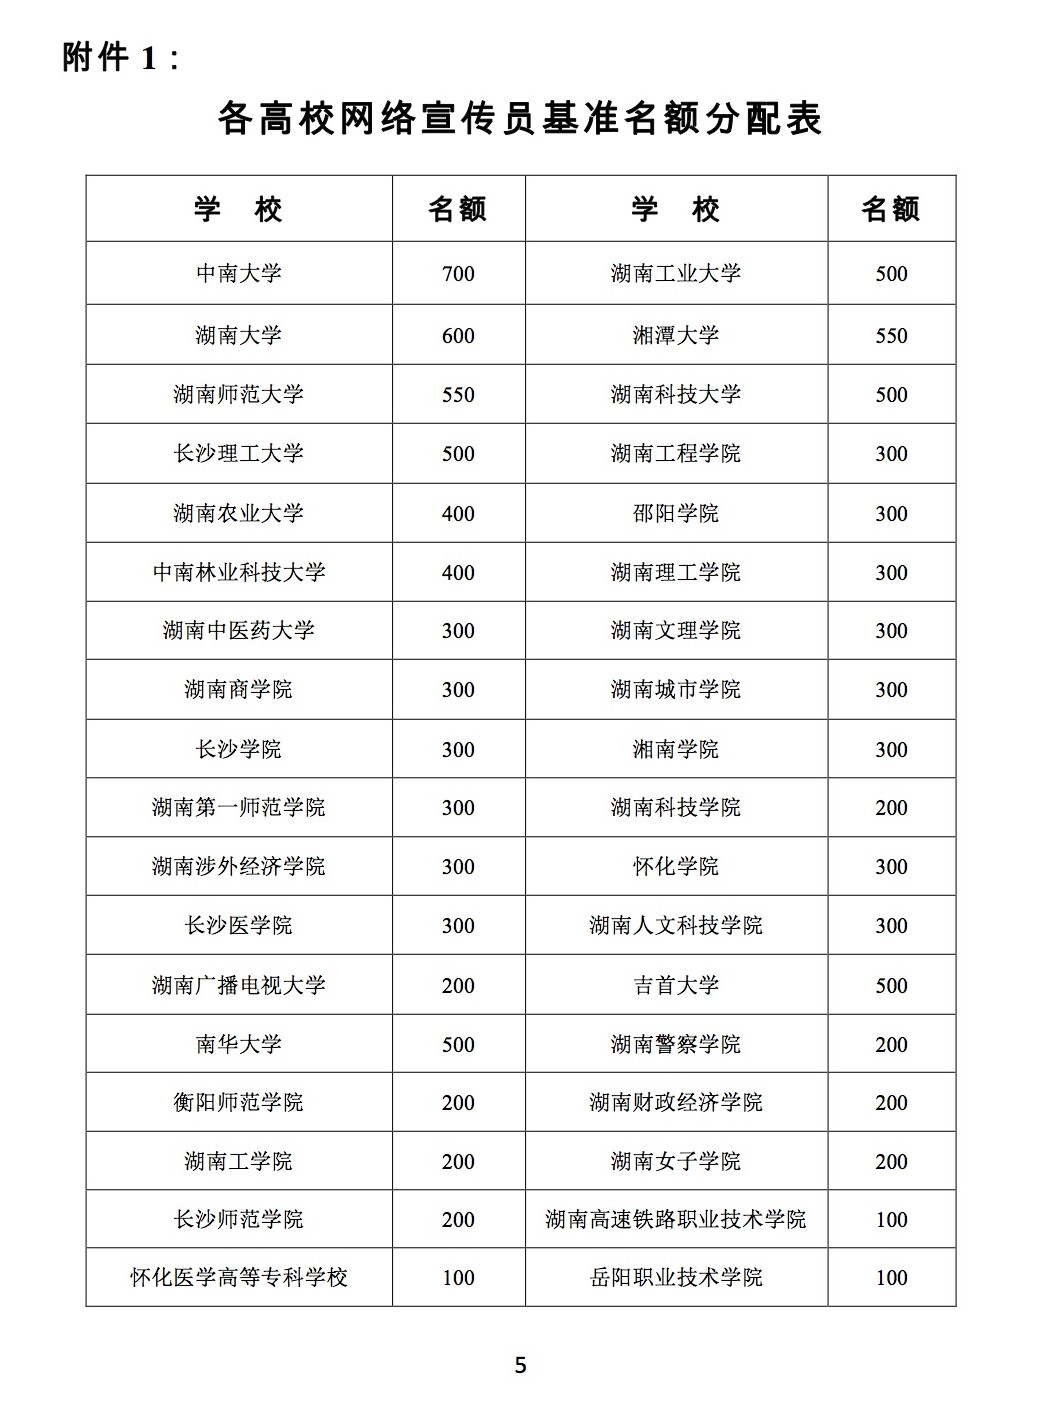 附件 1：
各高校网络宣传员基准名额分配表
学 校 名额 学 校 名额
中南大学 700 湖南工业大学 500
湖南大学 600 湘潭大学 550
湖南师范大学 550 湖南科技大学 500
长沙理工大学 500 湖南工程学院 300
湖南农业大学 400 邵阳学院 300
中南林业科技大学 400 湖南理工学院 300
湖南中医药大学 300 湖南文理学院 300
湖南商学院 300 湖南城市学院 300
长沙学院 300 湘南学院 300
湖南第一师范学院 300 湖南科技学院 200
湖南涉外经济学院 300 怀化学院 300
长沙医学院 300 湖南人文科技学院 300
湖南广播电视大学 200 吉首大学 500
南华大学 500 湖南警察学院 200
衡阳师范学院 200 湖南财政经济学院 200
湖南工学院 200 湖南女子学院 200
长沙师范学院 200 湖南高速铁路职业技术学院 100
怀化医学高等专科学校 100 岳阳职业技术学院 100
5